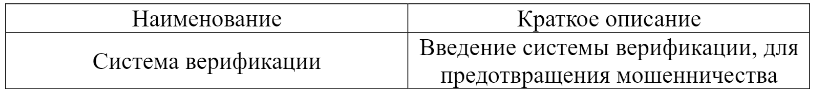 Наименование
Краткое описание
Система верификации
Введение системы верификации, для
предотвращения мошенничества